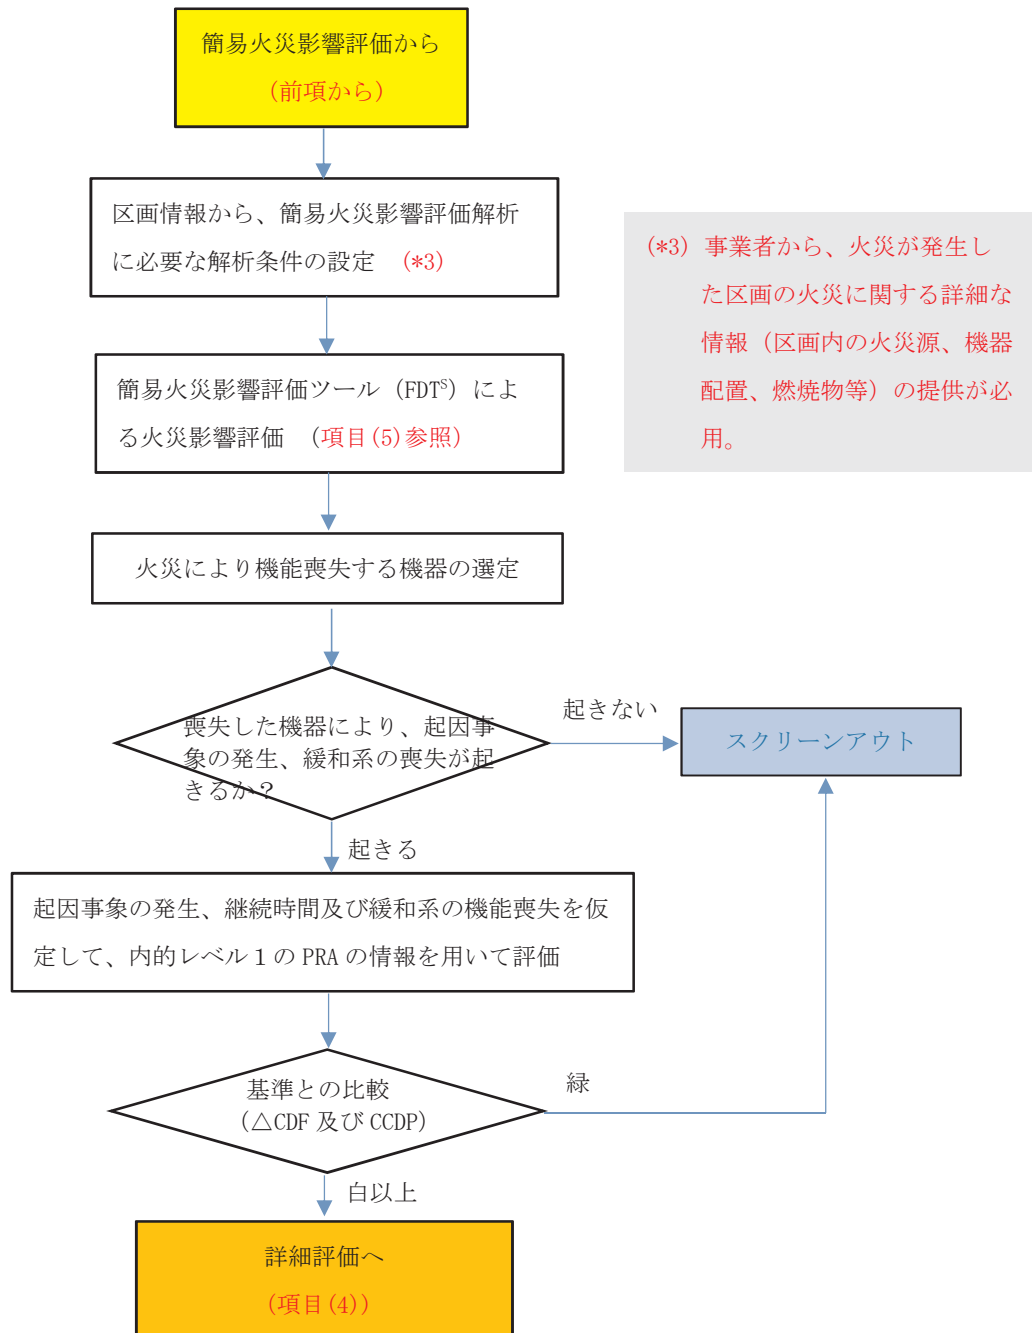 簡易火災影響評価から
(前項から)
区画情報から、簡易火災影響評価解析
に必要な解析条件の設定 (*3)
(*3) 事業者から、火災が発生し
た区画の火災に関する詳細な
情報（区画内の火災源、機器
配置、燃焼物等）の提供が必
用。
簡易火災影響評価ツール（FDTS）によ
る火災影響評価 （項目(5)参照）
火災により機能喪失する機器の選定
喪失した機器により、起因事
象の発生、緩和系の喪失が起
きるか？
起きない
スクリーンアウト
起きる
起因事象の発生、継続時間及び緩和系の機能喪失を仮
定して、内的レベル１の PRA の情報を用いて評価
基準との比較
（△CDF 及び CCDP）
緑
白以上
詳細評価へ
(項目(4))